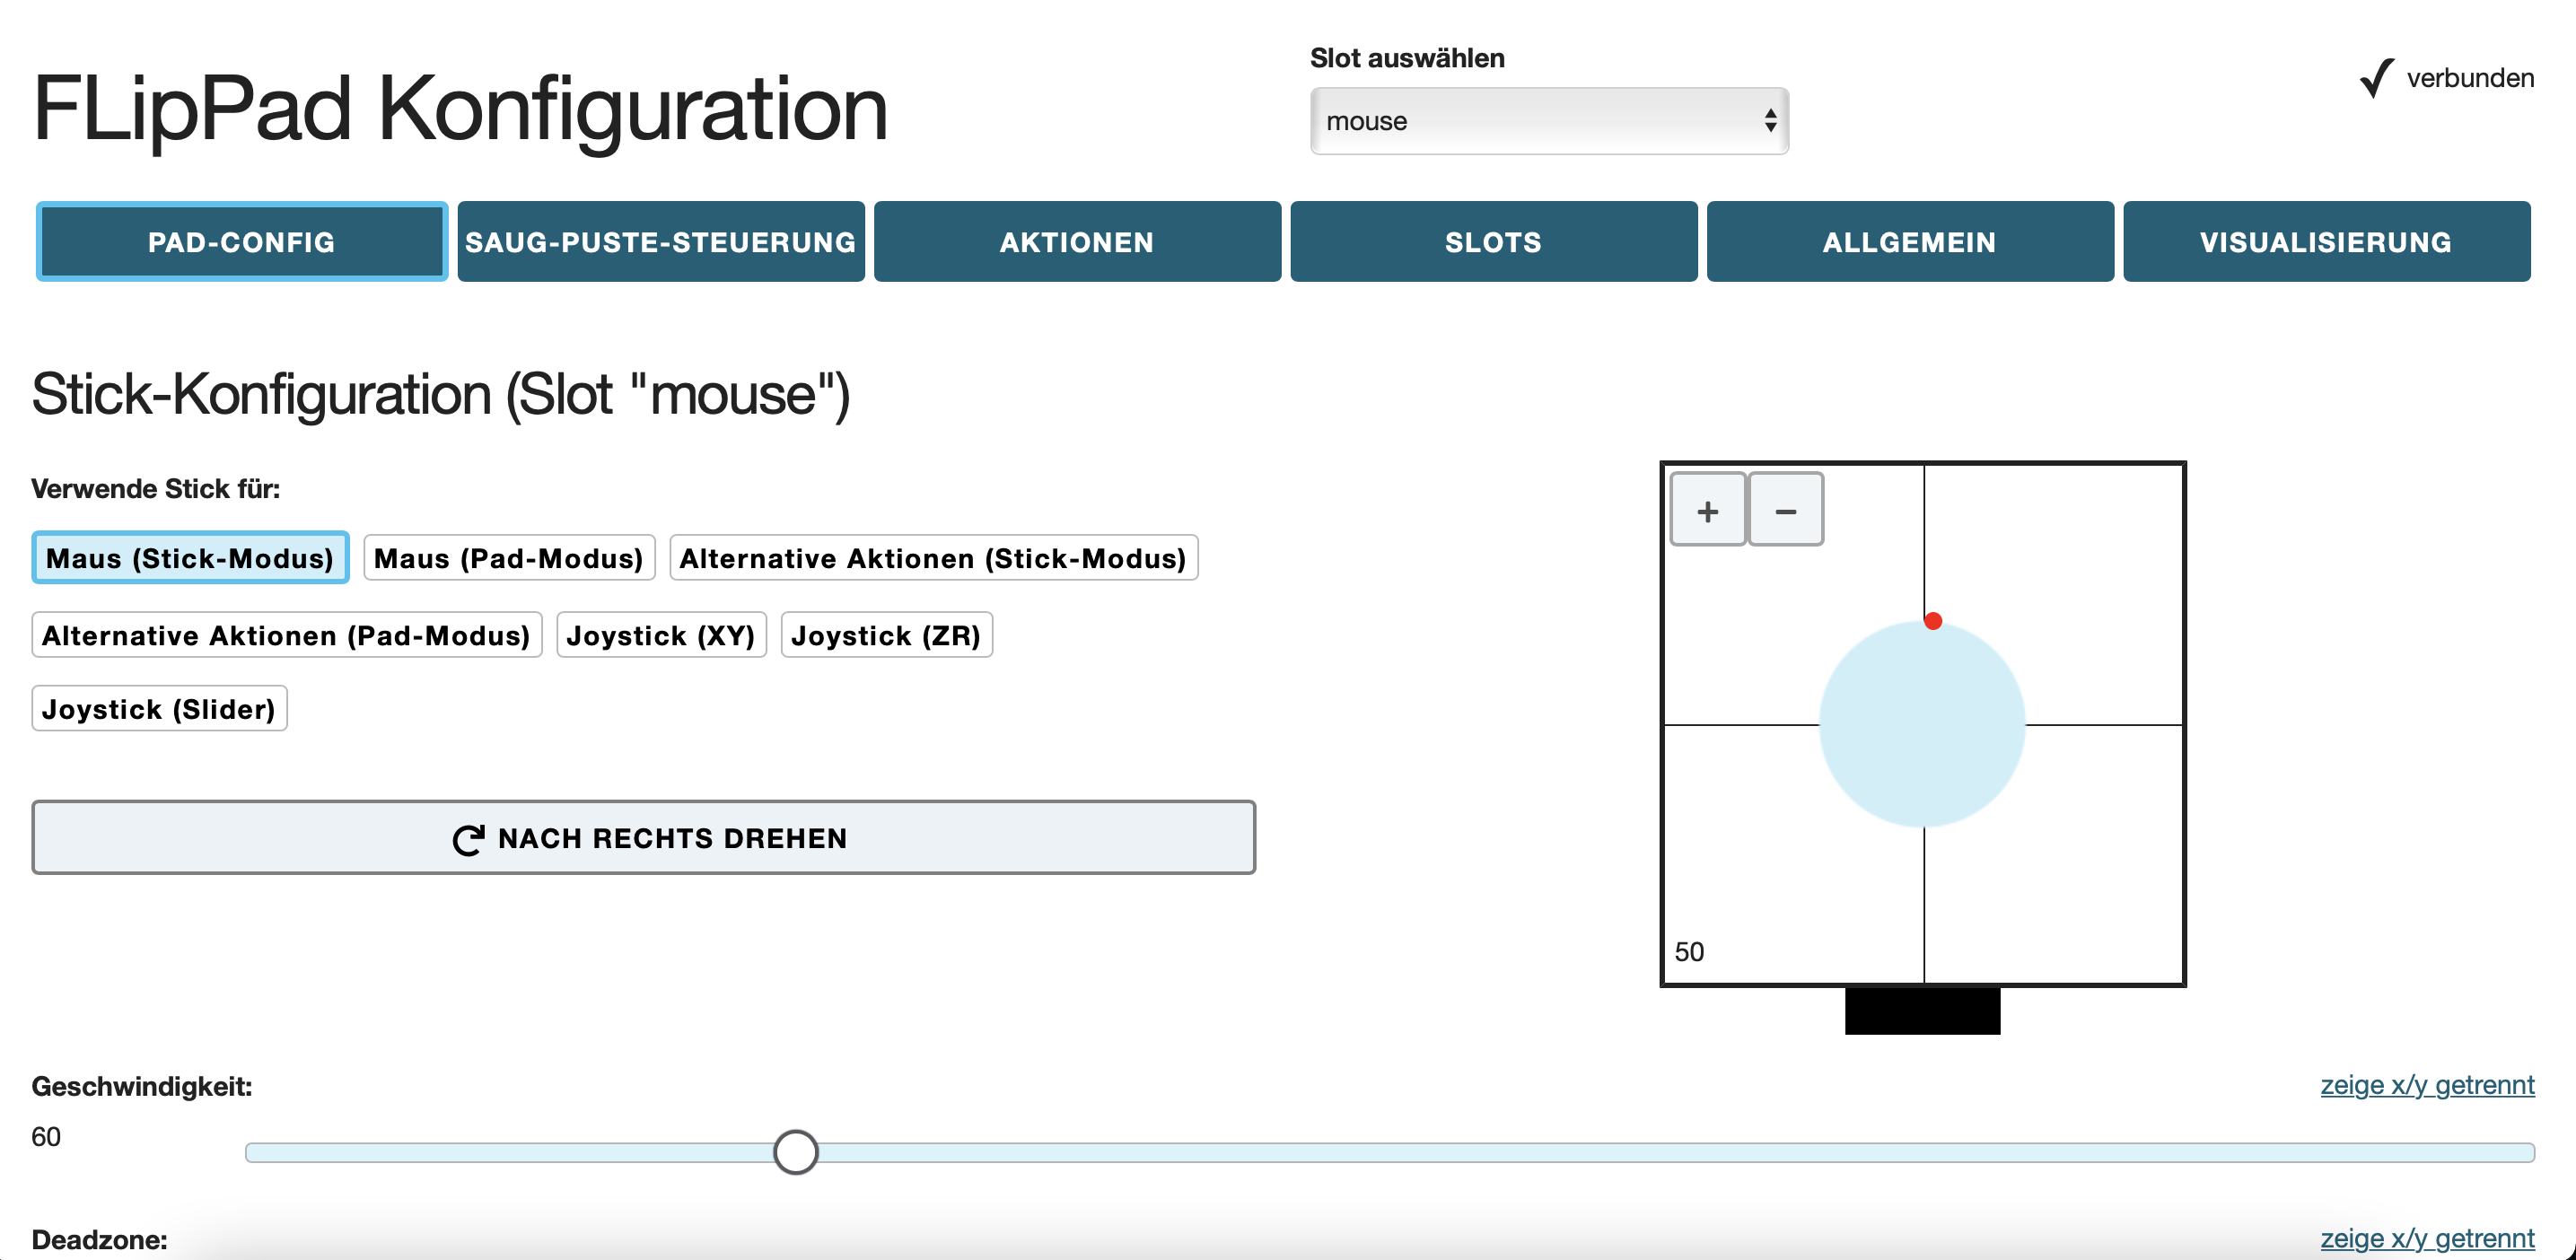 FLipPad Konfiguration
Slot auswählen
mouse
verbunden
PAD-CONFIG
SAUG-PUSTE-STEUERUNG
AKTIONEN
SLOTS
ALLGEMEIN
VISUALISIERUNG
Stick-Konfiguration (Slot "mouse")
Verwende Stick für:
Maus (Stick-Modus) Maus (Pad-Modus) Alternative Aktionen (Stick-Modus)
Alternative Aktionen (Pad-Modus) Joystick (XY) Joystick (ZR)
Joystick (Slider)
NACH RECHTS DREHEN
+ −
50
Geschwindigkeit:
zeige x/y getrennt
60
Deadzone:
zeige x/y getrennt